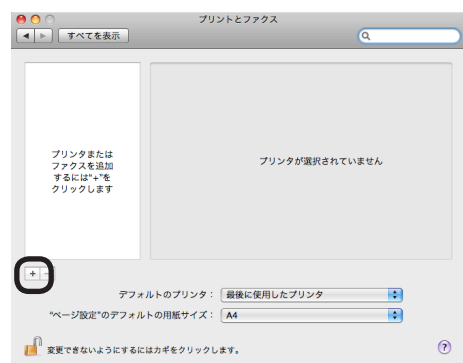 プリントとファクス
すべてを表示
プリンタまたは
ファクスを追加
するには"+"を
クリックします
プリンタが選択されていません
+ −
デフォルトのプリンタ： 最後に使用したプリンタ
"ページ設定"のデフォルトの用紙サイズ： A4
変更できないようにするにはカギをクリックします。
?